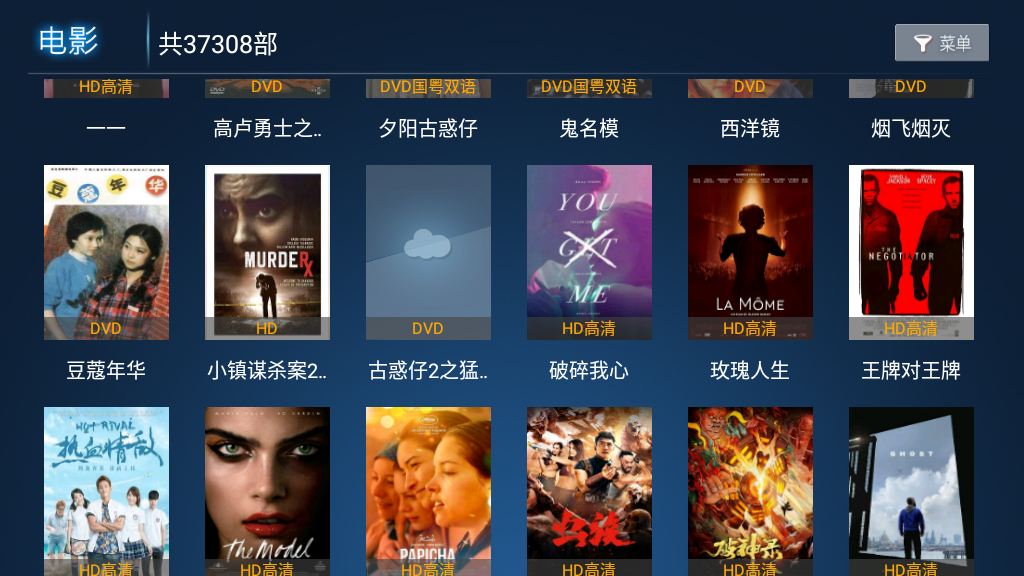 电影
共37308部
菜单
HD高清
DVD
DVD国粤双语
DVD国粤双语
DVD
DVD
一一
高卢勇士之..
夕阳古惑仔
鬼名模
西洋镜
烟飞烟灭
豆蔻年华
MURDER
YOU
GET
ME
LA MÔME
JACKSON
SPACEY
THE
NEGOTIATOR
DVD
HD
DVD
HD高清
HD高清
HD高清
豆蔻年华
小镇谋杀案2..
古惑仔2之猛..
破碎我心
玫瑰人生
王牌对王牌
HOT RIVAL
热血情敌
The Model
PAPICHA
GHOST
HD高清
HD高清
HD高清
HD高清
HD高清
HD高清